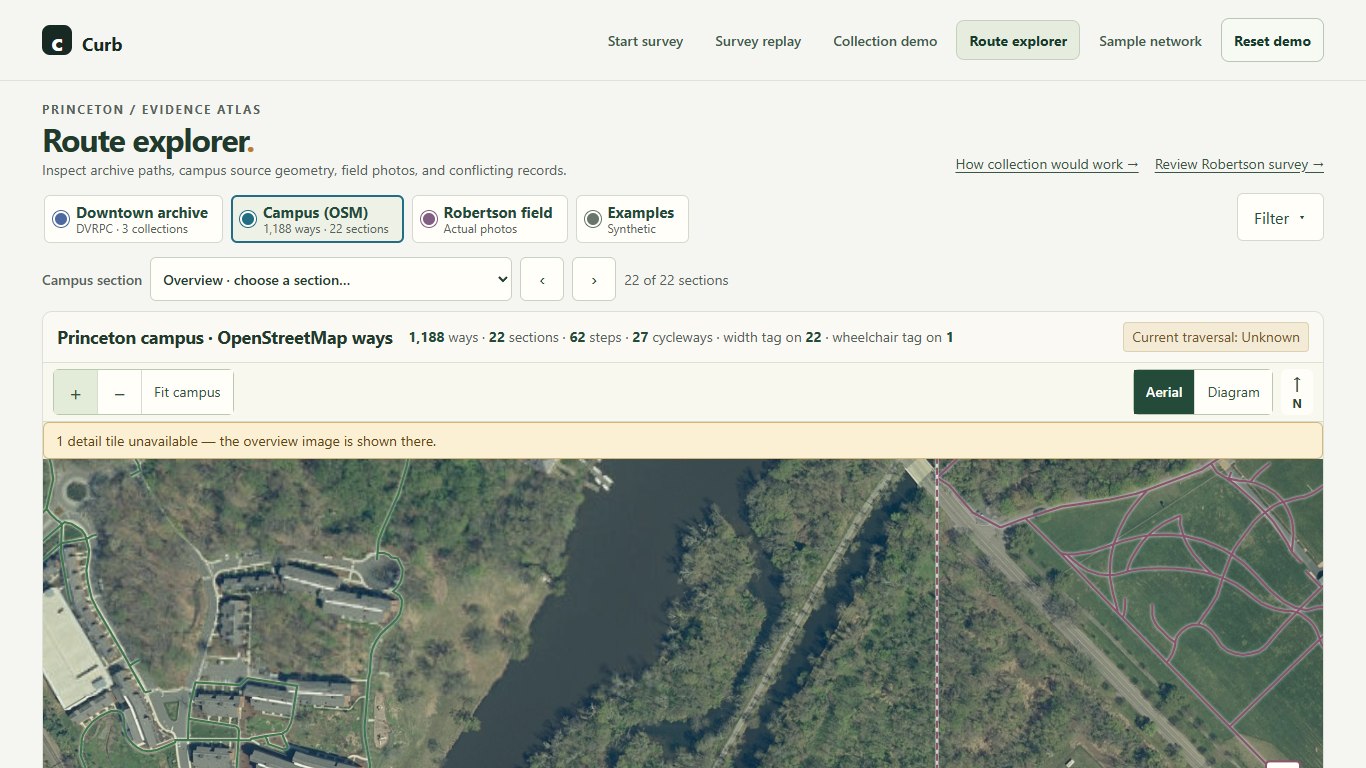 c Curb
Start survey Survey replay Collection demo Route explorer Sample network Reset demo
PRINCETON / EVIDENCE ATLAS
Route explorer.
Inspect archive paths, campus source geometry, field photos, and conflicting records.
How collection would work → Review Robertson survey →
Downtown archive
DVRPC · 3 collections
Campus (OSM)
1,188 ways · 22 sections
Robertson field
Actual photos
Examples
Synthetic
Filter
Campus section Overview · choose a section... ‹ › 22 of 22 sections
Princeton campus · OpenStreetMap ways 1,188 ways · 22 sections · 62 steps · 27 cycleways · width tag on 22 · wheelchair tag on 1 Current traversal: Unknown
+ − Fit campus Aerial Diagram ↑
N
1 detail tile unavailable — the overview image is shown there.